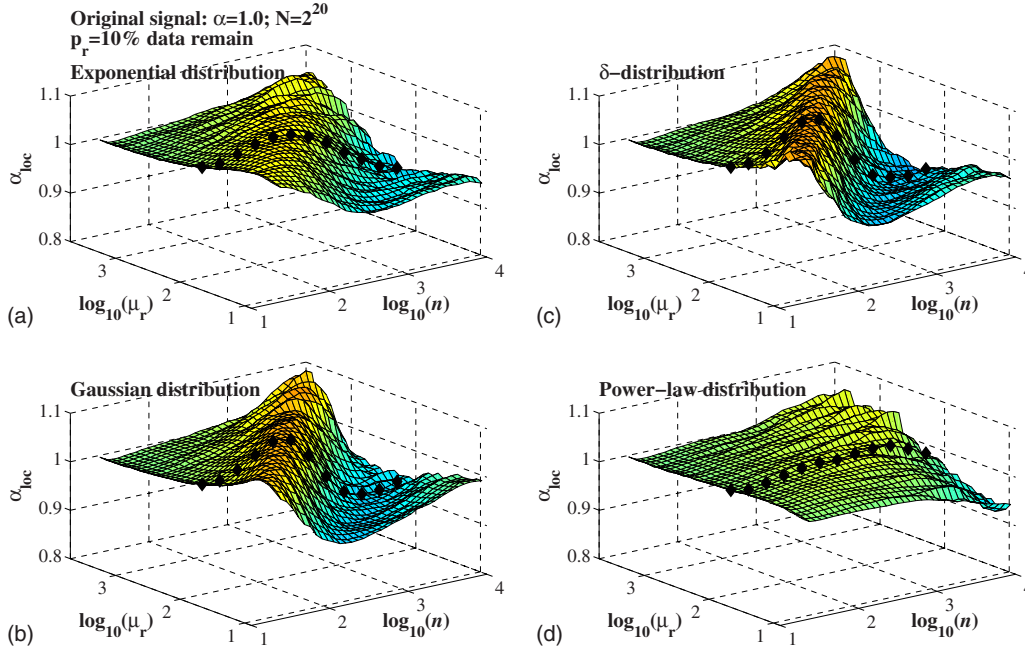 Original signal: α=1.0; N=2^20
p_r=10% data remain
Exponential distribution
1.1
1
0.9
0.8
α_loc
3
2
1
log_10(μ_r)
1
2
3
4
log_10(n)
(a)
δ−distribution
1.1
1
0.9
0.8
α_loc
3
2
1
log_10(μ_r)
1
2
3
4
log_10(n)
(c)
Gaussian distribution
1.1
1
0.9
0.8
α_loc
3
2
1
log_10(μ_r)
1
2
3
4
log_10(n)
(b)
Power−law distribution
1.1
1
0.9
0.8
α_loc
3
2
1
log_10(μ_r)
1
2
3
4
log_10(n)
(d)